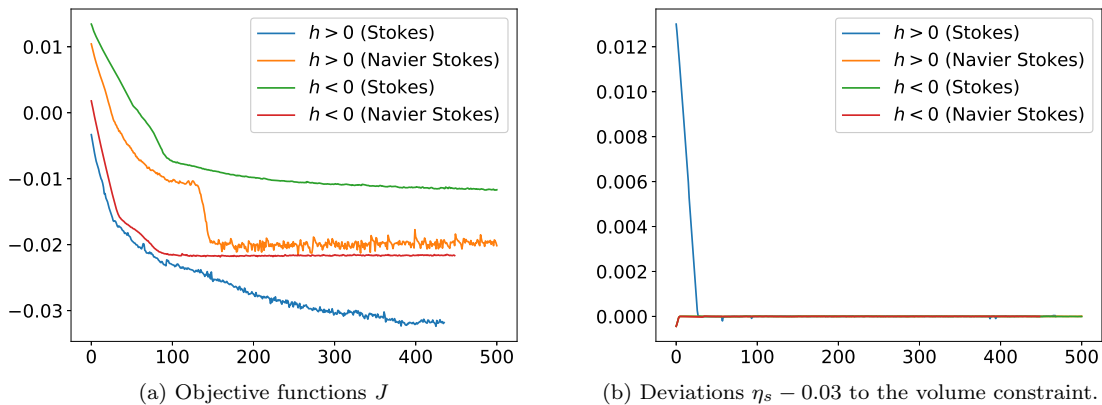 0.01
0.00
−0.01
−0.02
−0.03
0
100
200
300
400
500
h > 0 (Stokes)
h > 0 (Navier Stokes)
h < 0 (Stokes)
h < 0 (Navier Stokes)
(a) Objective functions J
0.012
0.010
0.008
0.006
0.004
0.002
0.000
0
100
200
300
400
500
h > 0 (Stokes)
h > 0 (Navier Stokes)
h < 0 (Stokes)
h < 0 (Navier Stokes)
(b) Deviations ηs − 0.03 to the volume constraint.